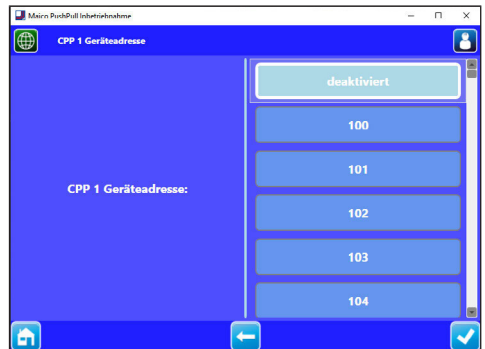 Maico PushPull Inbetriebnahme
CPP 1 Geräteadresse
deaktiviert
100
101
CPP 1 Geräteadresse:
102
103
104